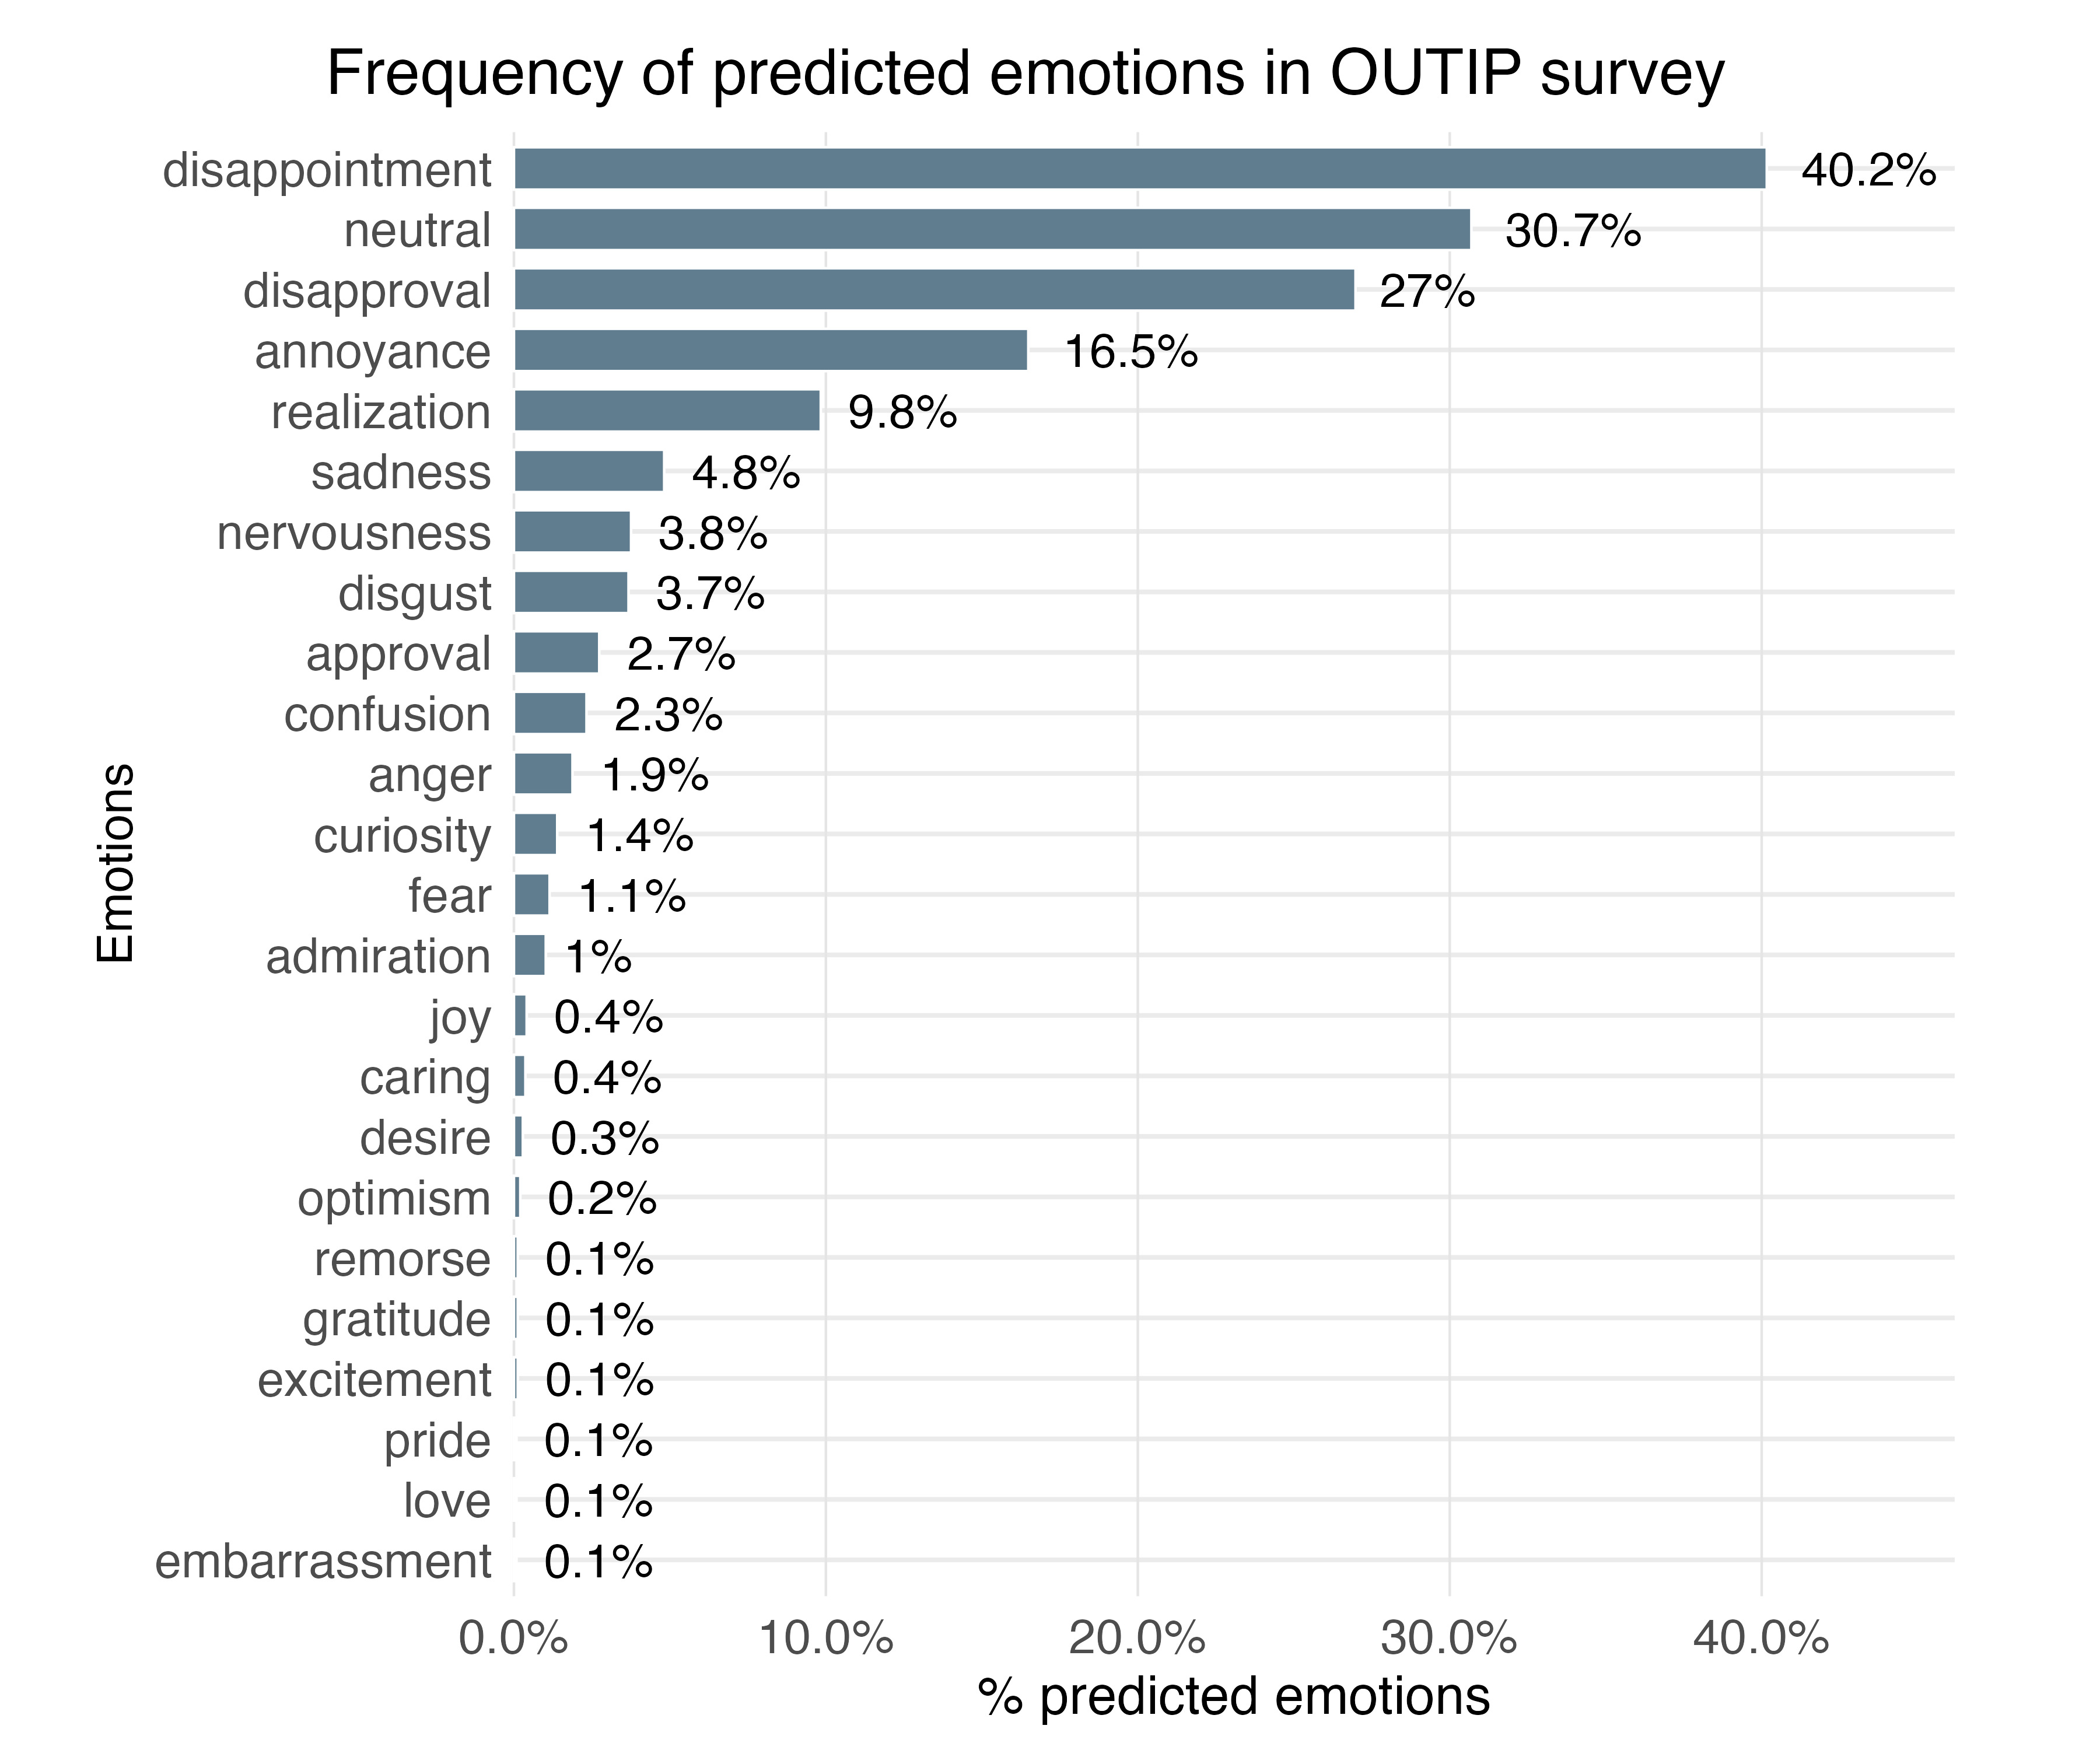 Frequency of predicted emotions in OUTIP survey
disappointment 40.2%
neutral 30.7%
disapproval 27%
annoyance 16.5%
realization 9.8%
sadness 4.8%
nervousness 3.8%
disgust 3.7%
approval 2.7%
confusion 2.3%
anger 1.9%
curiosity 1.4%
fear 1.1%
admiration 1%
joy 0.4%
caring 0.4%
desire 0.3%
optimism 0.2%
remorse 0.1%
gratitude 0.1%
excitement 0.1%
pride 0.1%
love 0.1%
embarrassment 0.1%
Emotions
0.0% 10.0% 20.0% 30.0% 40.0%
% predicted emotions